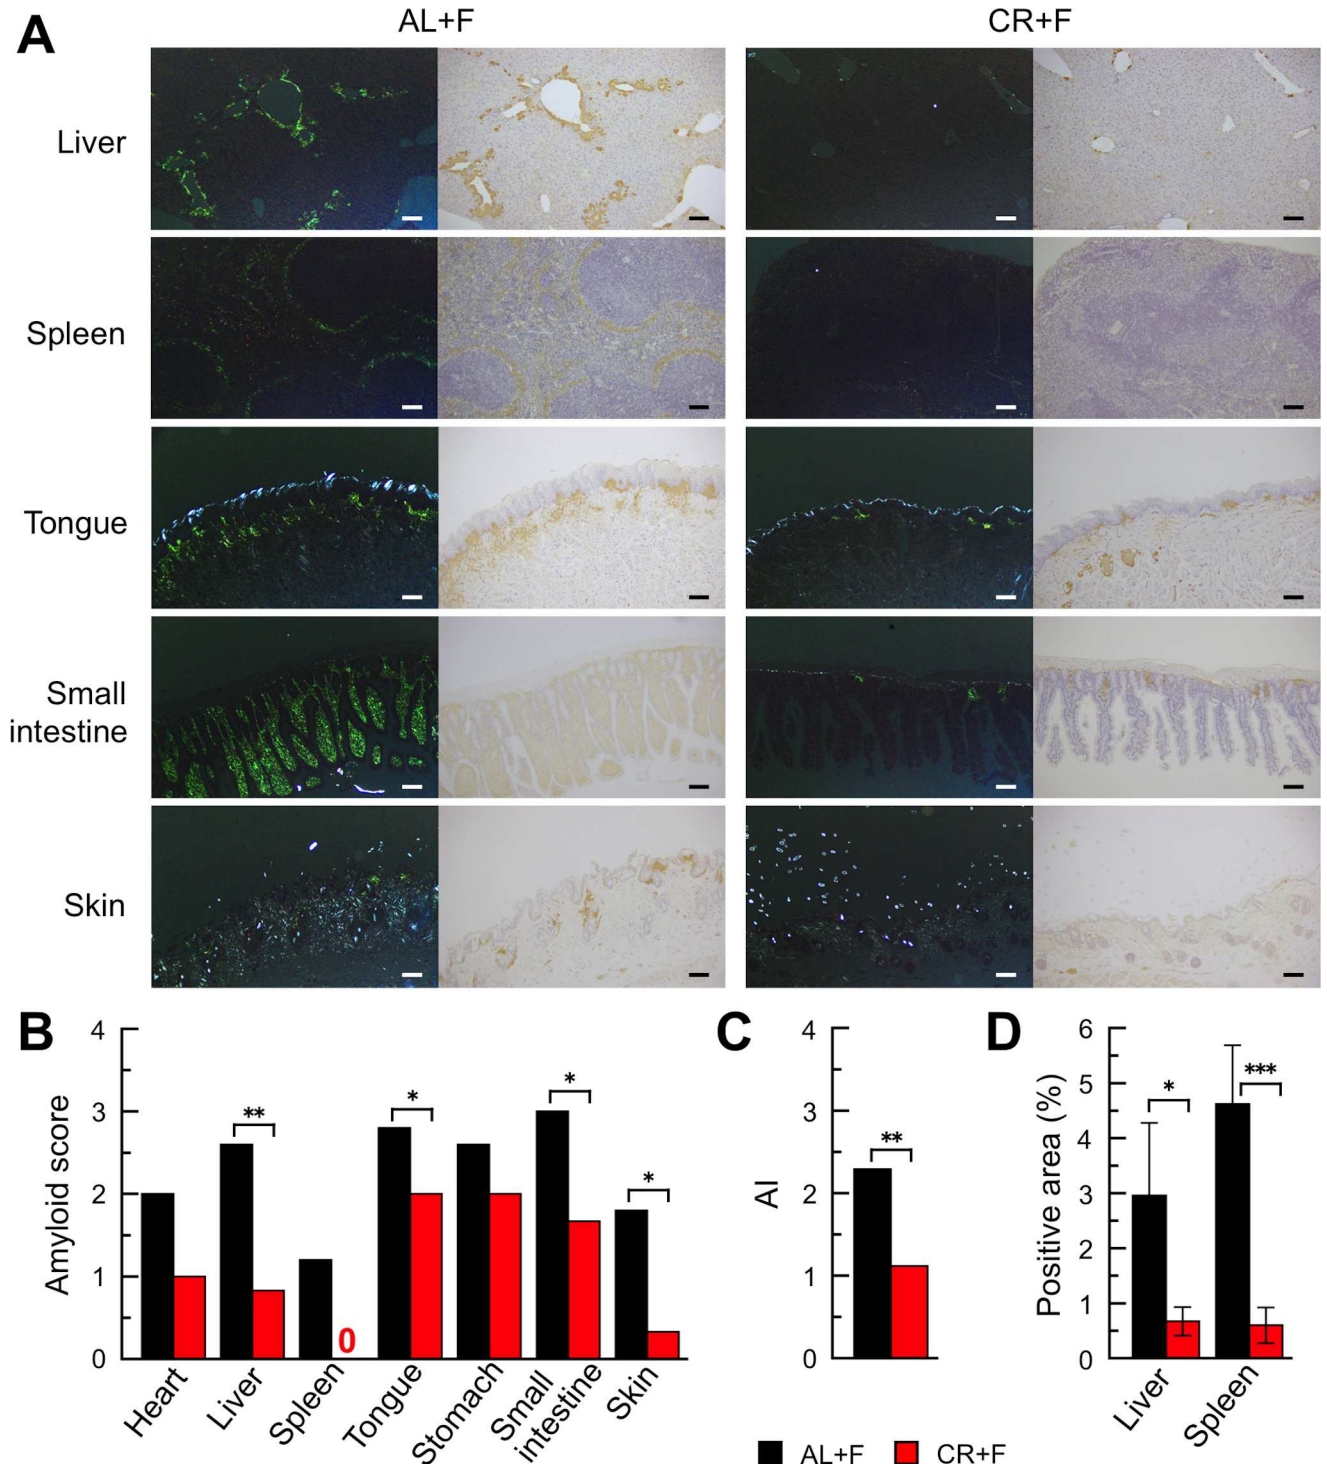 A
AL+F
CR+F
Liver
Spleen
Tongue
Small
intestine
Skin
B
4
3
2
1
0
Amyloid score
**
*
*
*
0
Heart
Liver
Spleen
Tongue
Stomach
Small
intestine
Skin
C
4
3
2
1
0
AI
**
D
6
5
4
3
2
1
0
Positive area (%)
*
***
Liver
Spleen
AL+F
CR+F